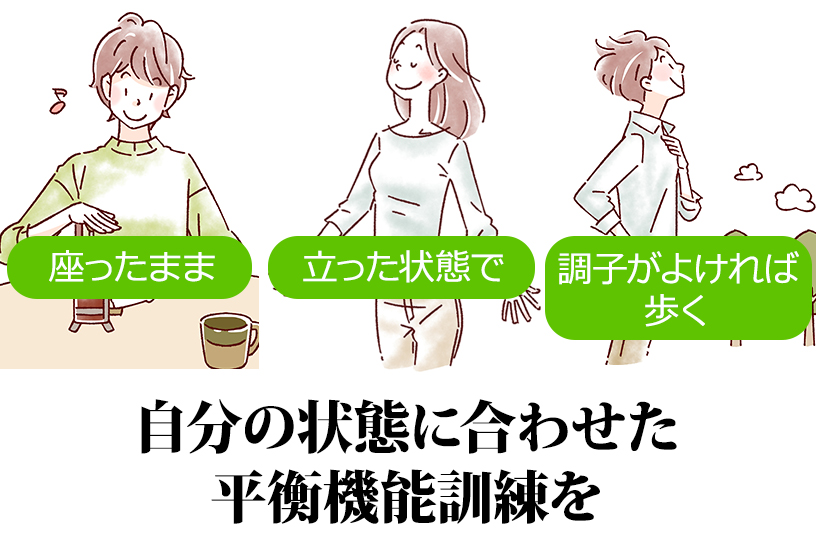 座ったまま
立った状態で
調子がよければ
歩く
自分の状態に合わせた
平衡機能訓練を